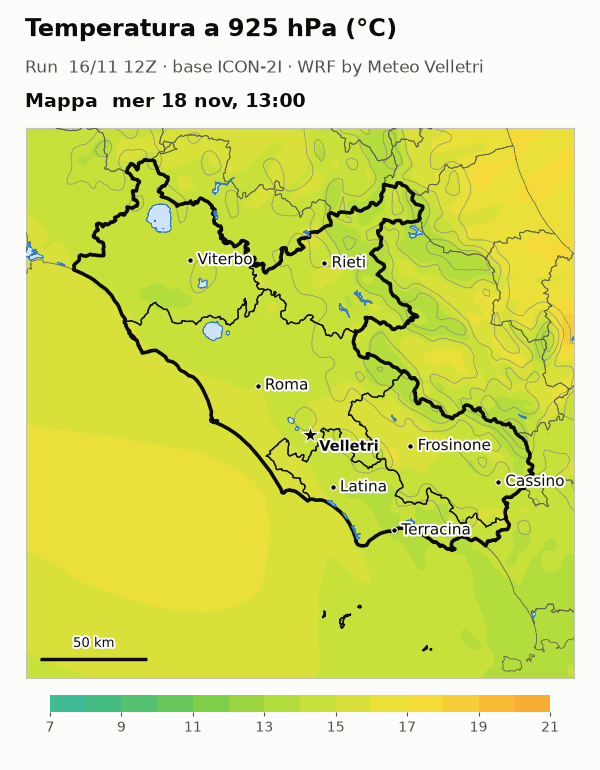 Temperatura a 925 hPa (°C)
Run  16/11 12Z · base ICON-2I · WRF by Meteo Velletri
Mappa  mer 18 nov, 13:00
Viterbo
Rieti
Roma
Velletri
Frosinone
Cassino
Latina
Terracina
50 km
7 9 11 13 15 17 19 21